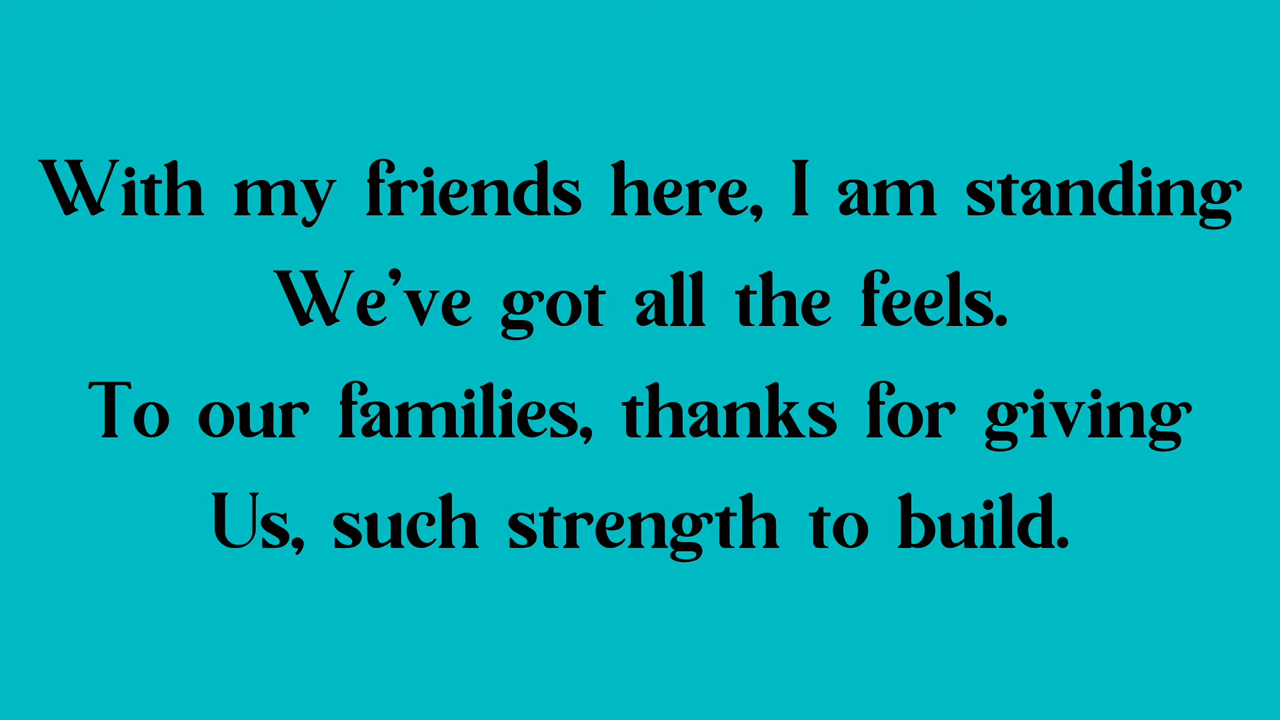 With my friends here, I am standing
We’ve got all the feels.
To our families, thanks for giving
Us, such strength to build.